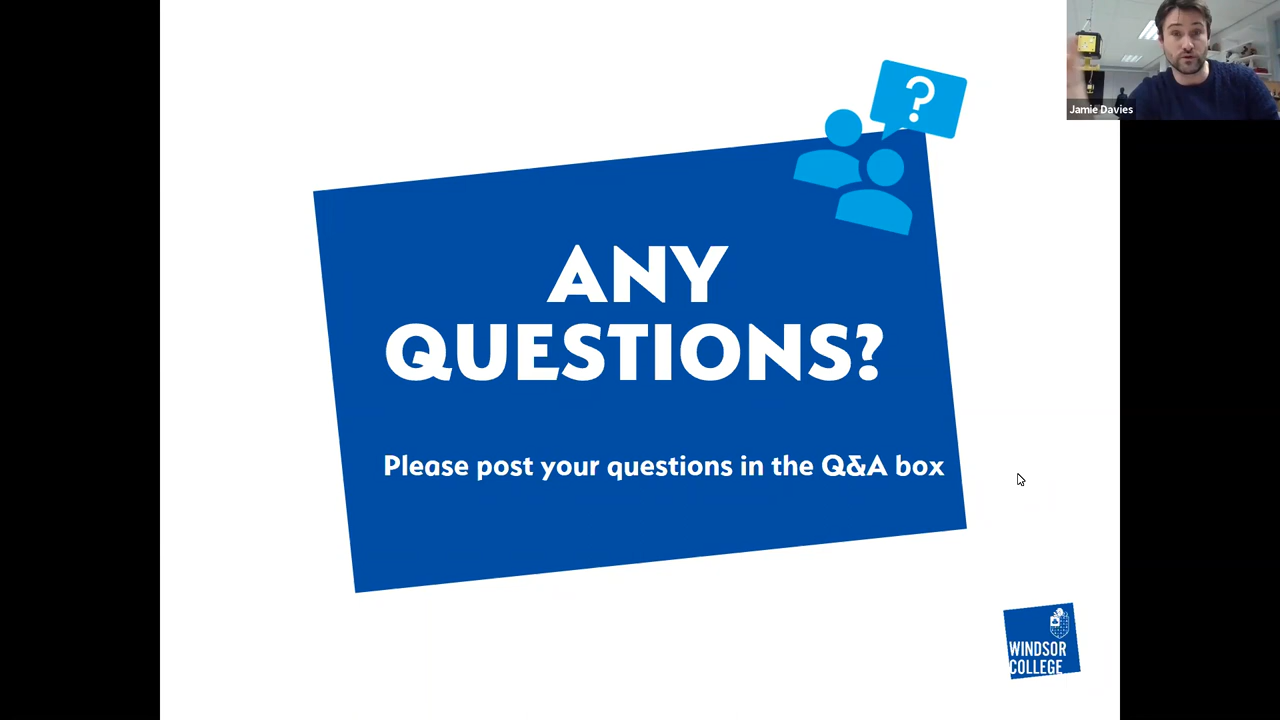 Jamie Davies
?
ANY
QUESTIONS?
Please post your questions in the Q&A box
WINDSOR
COLLEGE